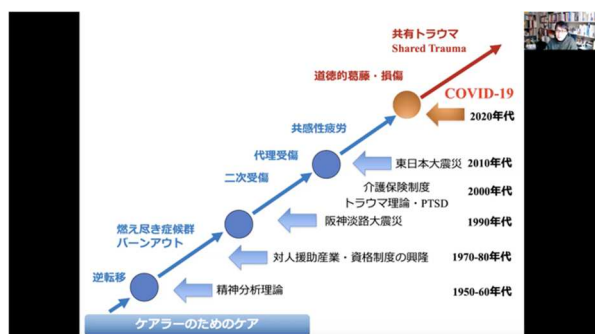 共有トラウマ
Shared Trauma
道徳的葛藤・損傷
COVID-19
2020年代
共感性疲労
代理受傷
東日本大震災 2010年代
二次受傷
介護保険制度 2000年代
トラウマ理論・PTSD
阪神淡路大震災 1990年代
燃え尽き症候群
バーンアウト
対人援助産業・資格制度の興隆 1970-80年代
逆転移
精神分析理論 1950-60年代
ケアラーのためのケア